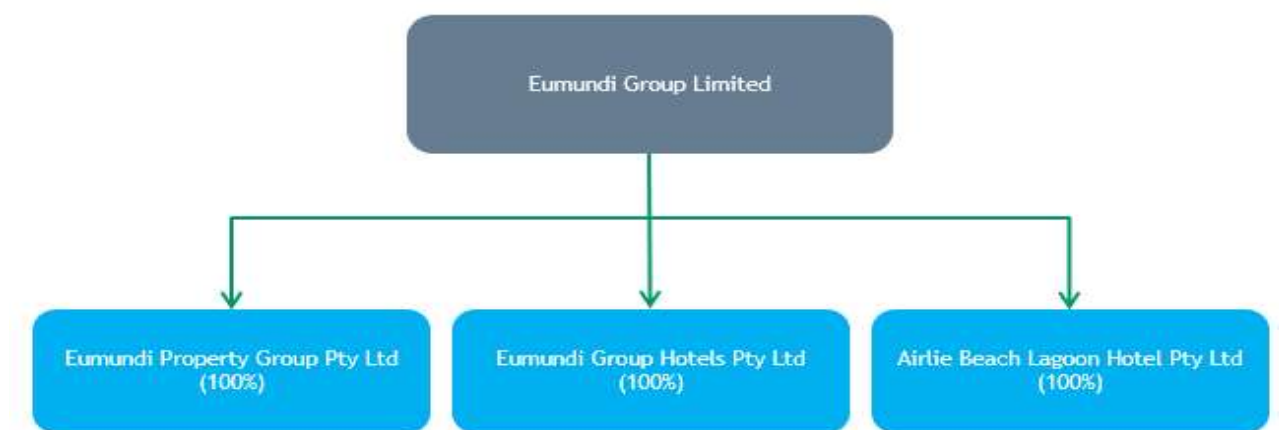 Eumundi Group Limited
Eumundi Property Group Pty Ltd
(100%)
Eumundi Group Hotels Pty Ltd
(100%)
Airlie Beach Lagoon Hotel Pty Ltd
(100%)